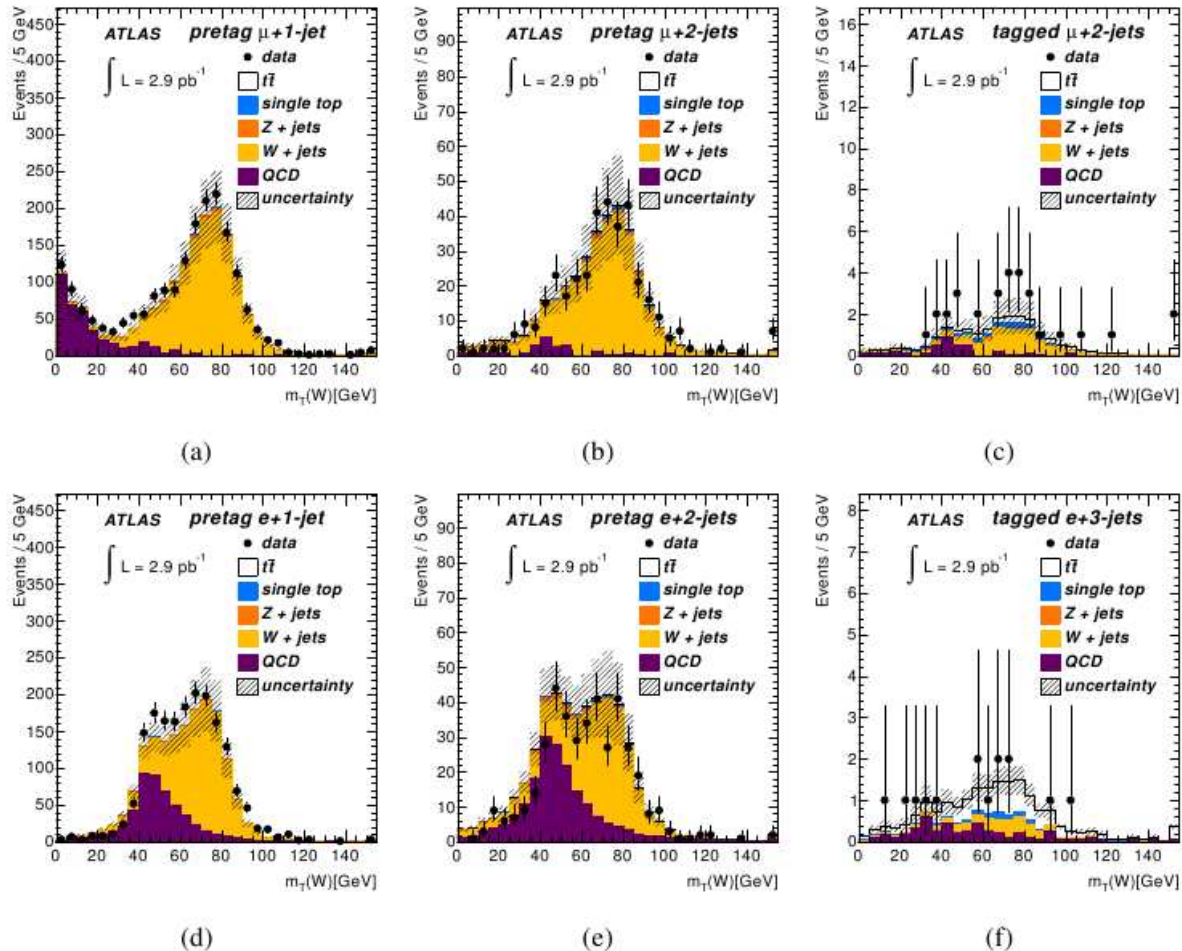 ATLAS pretag μ+1-jet
∫ L = 2.9 pb⁻¹
data
tt̄
single top
Z + jets
W + jets
QCD
uncertainty
Events / 5 GeV
450
400
350
300
250
200
150
100
50
0
0 20 40 60 80 100 120 140
m_T(W)[GeV]
(a)
ATLAS pretag μ+2-jets
∫ L = 2.9 pb⁻¹
data
tt̄
single top
Z + jets
W + jets
QCD
uncertainty
Events / 5 GeV
90
80
70
60
50
40
30
20
10
0
0 20 40 60 80 100 120 140
m_T(W)[GeV]
(b)
ATLAS tagged μ+2-jets
∫ L = 2.9 pb⁻¹
data
tt̄
single top
Z + jets
W + jets
QCD
uncertainty
Events / 5 GeV
16
14
12
10
8
6
4
2
0
0 20 40 60 80 100 120 140
m_T(W)[GeV]
(c)
ATLAS pretag e+1-jet
∫ L = 2.9 pb⁻¹
data
tt̄
single top
Z + jets
W + jets
QCD
uncertainty
Events / 5 GeV
450
400
350
300
250
200
150
100
50
0
0 20 40 60 80 100 120 140
m_T(W)[GeV]
(d)
ATLAS pretag e+2-jets
∫ L = 2.9 pb⁻¹
data
tt̄
single top
Z + jets
W + jets
QCD
uncertainty
Events / 5 GeV
90
80
70
60
50
40
30
20
10
0
0 20 40 60 80 100 120 140
m_T(W)[GeV]
(e)
ATLAS tagged e+3-jets
∫ L = 2.9 pb⁻¹
data
tt̄
single top
Z + jets
W + jets
QCD
uncertainty
Events / 5 GeV
8
7
6
5
4
3
2
1
0
0 20 40 60 80 100 120 140
m_T(W)[GeV]
(f)